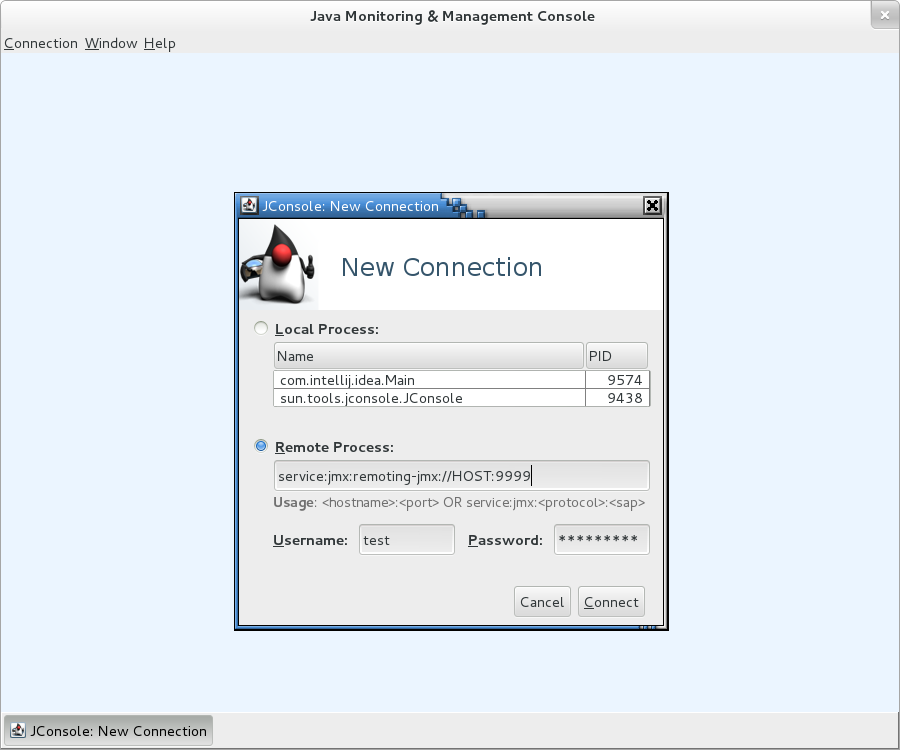 Java Monitoring & Management Console
Connection Window Help
JConsole: New Connection
New Connection
Local Process:
Name PID
com.intellij.idea.Main 9574
sun.tools.jconsole.JConsole 9438
Remote Process:
service:jmx:remoting-jmx://HOST:9999
Usage: <hostname>:<port> OR service:jmx:<protocol>:<sap>
Username: test Password: *********
Cancel Connect
JConsole: New Connection